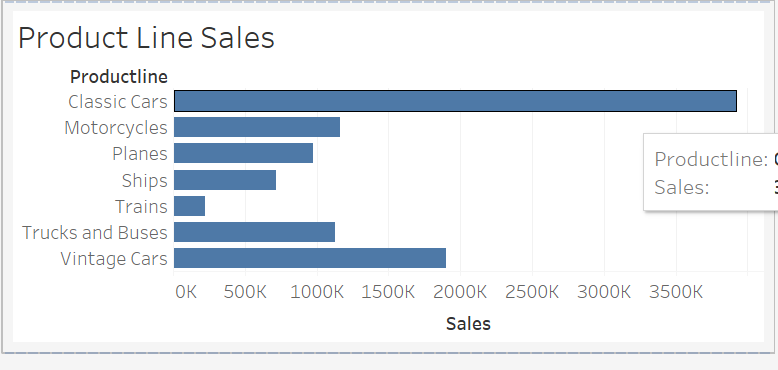 Product Line Sales
Productline
Classic Cars
Motorcycles
Planes
Ships
Trains
Trucks and Buses
Vintage Cars
Productline:
Sales:
0K 500K 1000K 1500K 2000K 2500K 3000K 3500K
Sales